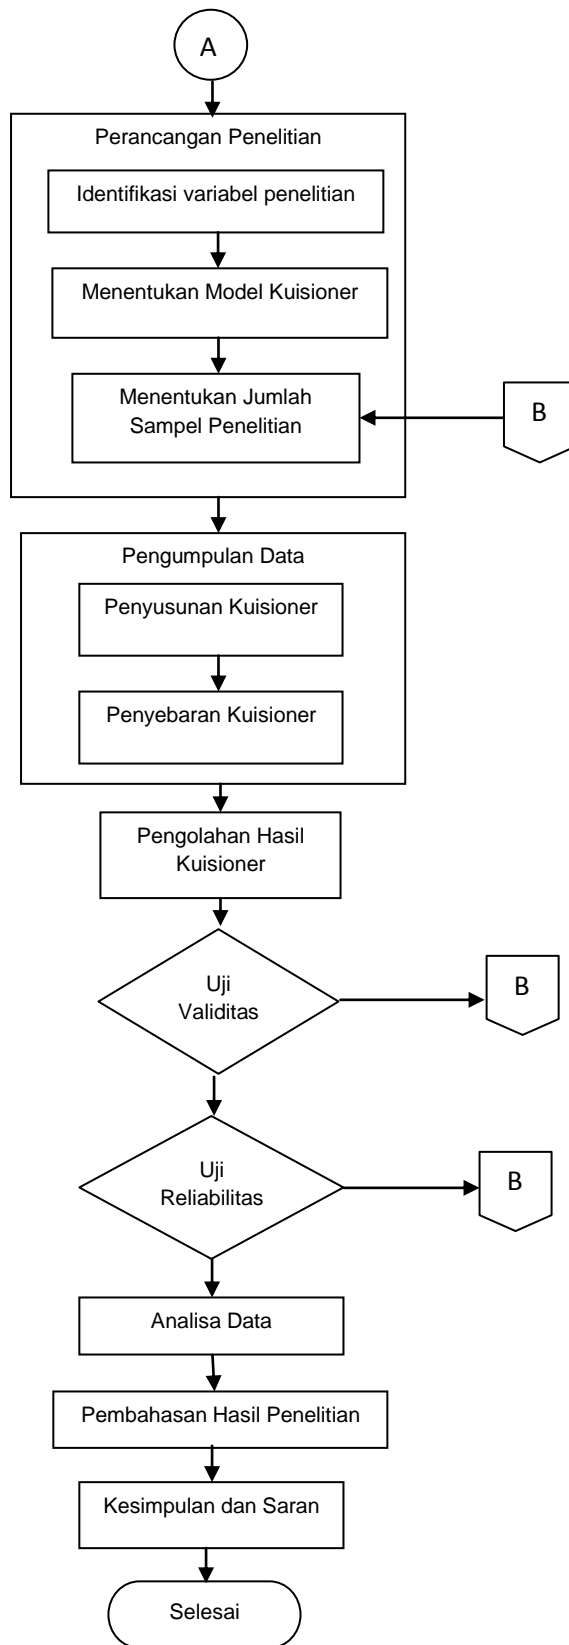 A
Perancangan Penelitian
Identifikasi variabel penelitian
Menentukan Model Kuisioner
Menentukan Jumlah
Sampel Penelitian
B
Pengumpulan Data
Penyusunan Kuisioner
Penyebaran Kuisioner
Pengolahan Hasil
Kuisioner
Uji
Validitas
B
Uji
Reliabilitas
B
Analisa Data
Pembahasan Hasil Penelitian
Kesimpulan dan Saran
Selesai